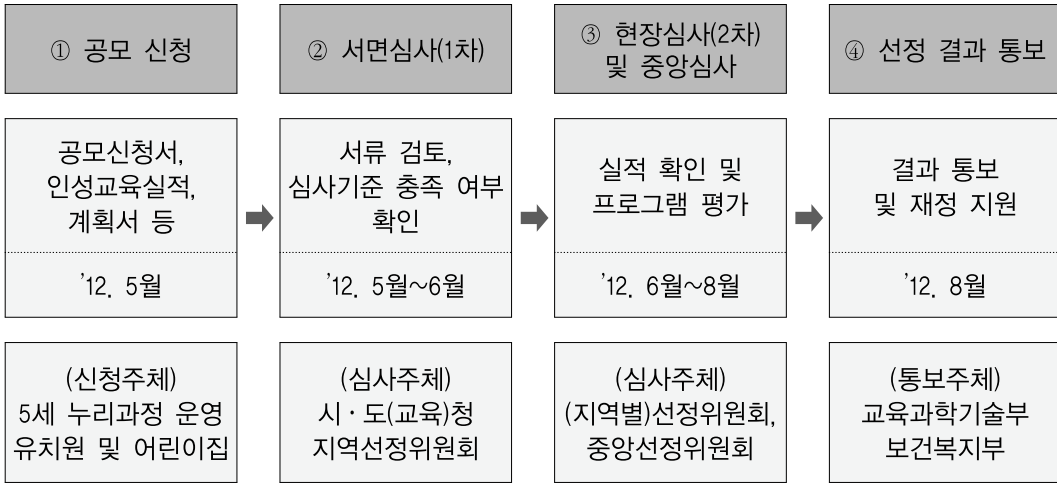 ① 공모 신청
② 서면심사(1차)
③ 현장심사(2차)
및 중앙심사
④ 선정 결과 통보
공모신청서,
인성교육실적,
계획서 등
서류 검토,
심사기준 충족 여부
확인
실적 확인 및
프로그램 평가
결과 통보
및 재정 지원
'12. 5월
'12. 5월~6월
'12. 6월~8월
'12. 8월
(신청주체)
5세 누리과정 운영
유치원 및 어린이집
(심사주체)
시·도(교육)청
지역선정위원회
(심사주체)
(지역별)선정위원회,
중앙선정위원회
(통보주체)
교육과학기술부
보건복지부